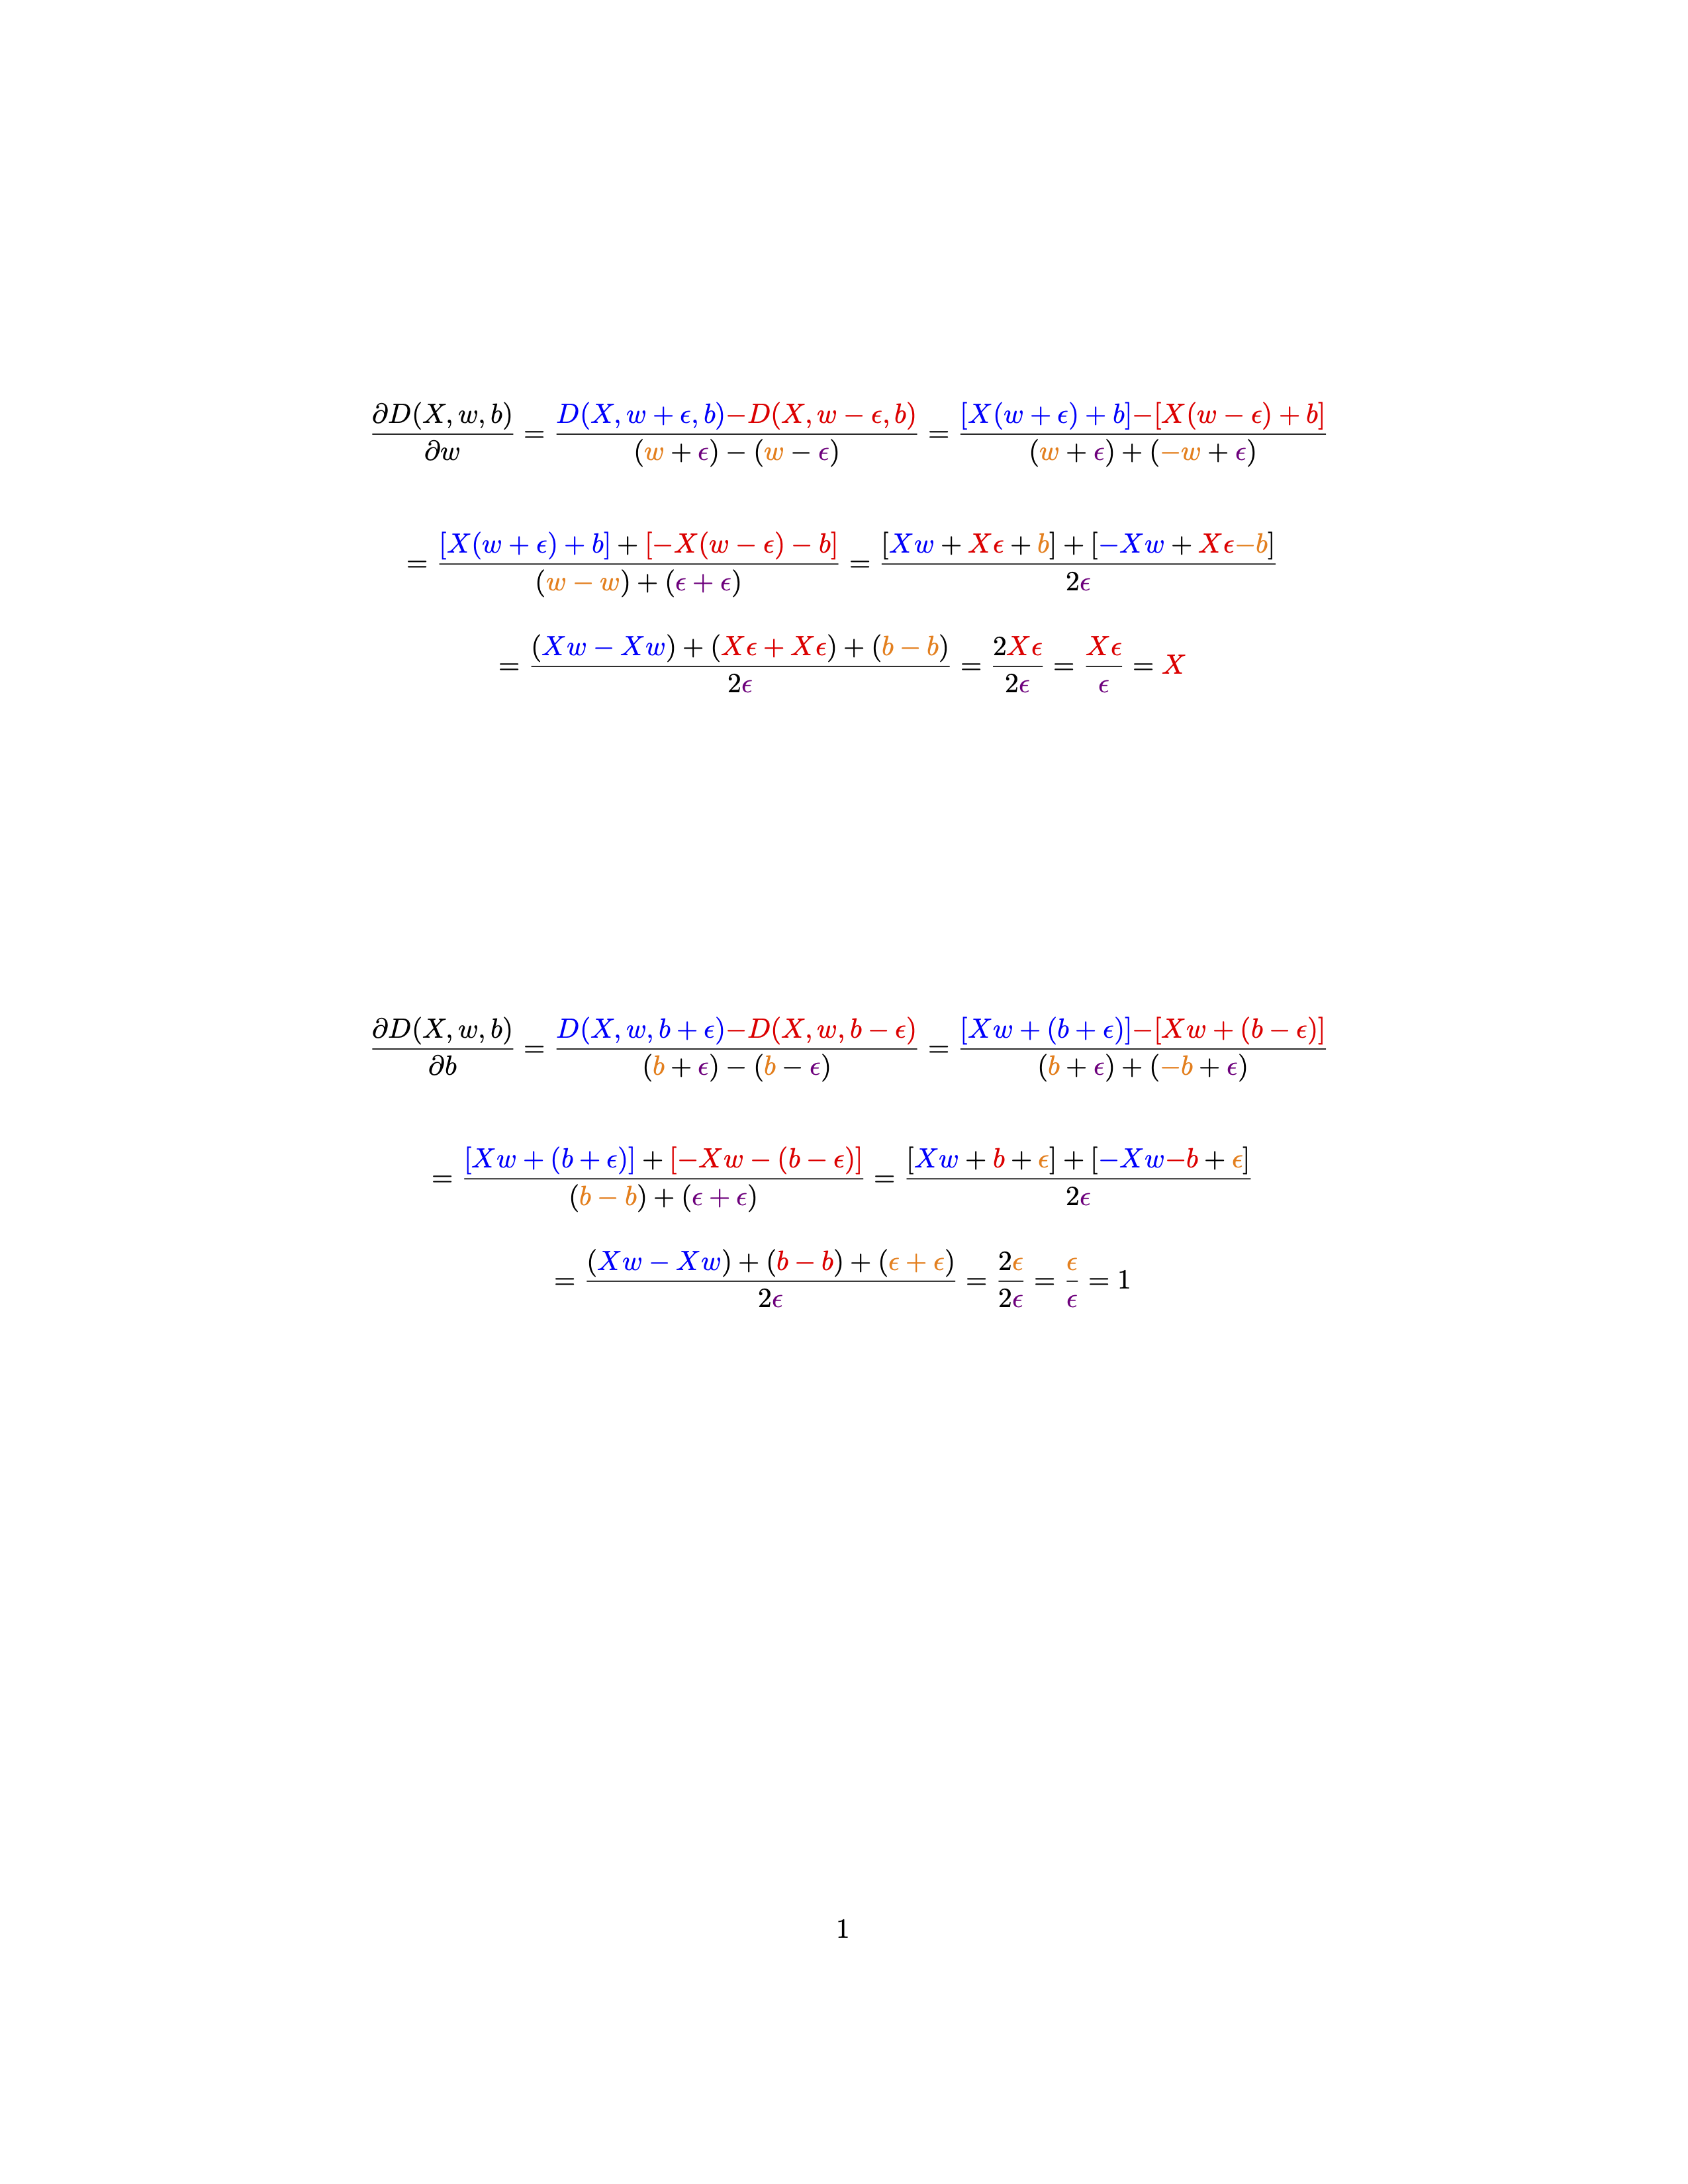 $\frac{\partial D(X, w, b)}{\partial w} = \frac{D(X, w + \epsilon, b) - D(X, w - \epsilon, b)}{(w + \epsilon) - (w - \epsilon)} = \frac{[X(w + \epsilon) + b] - [X(w - \epsilon) + b]}{(w + \epsilon) + (-w + \epsilon)}$
$= \frac{[X(w + \epsilon) + b] + [-X(w - \epsilon) - b]}{(w - w) + (\epsilon + \epsilon)} = \frac{[Xw + X\epsilon + b] + [-Xw + X\epsilon - b]}{2\epsilon}$
$= \frac{(Xw - Xw) + (X\epsilon + X\epsilon) + (b - b)}{2\epsilon} = \frac{2X\epsilon}{2\epsilon} = \frac{X\epsilon}{\epsilon} = X$
$\frac{\partial D(X, w, b)}{\partial b} = \frac{D(X, w, b + \epsilon) - D(X, w, b - \epsilon)}{(b + \epsilon) - (b - \epsilon)} = \frac{[Xw + (b + \epsilon)] - [Xw + (b - \epsilon)]}{(b + \epsilon) + (-b + \epsilon)}$
$= \frac{[Xw + (b + \epsilon)] + [-Xw - (b - \epsilon)]}{(b - b) + (\epsilon + \epsilon)} = \frac{[Xw + b + \epsilon] + [-Xw - b + \epsilon]}{2\epsilon}$
$= \frac{(Xw - Xw) + (b - b) + (\epsilon + \epsilon)}{2\epsilon} = \frac{2\epsilon}{2\epsilon} = \frac{\epsilon}{\epsilon} = 1$
1